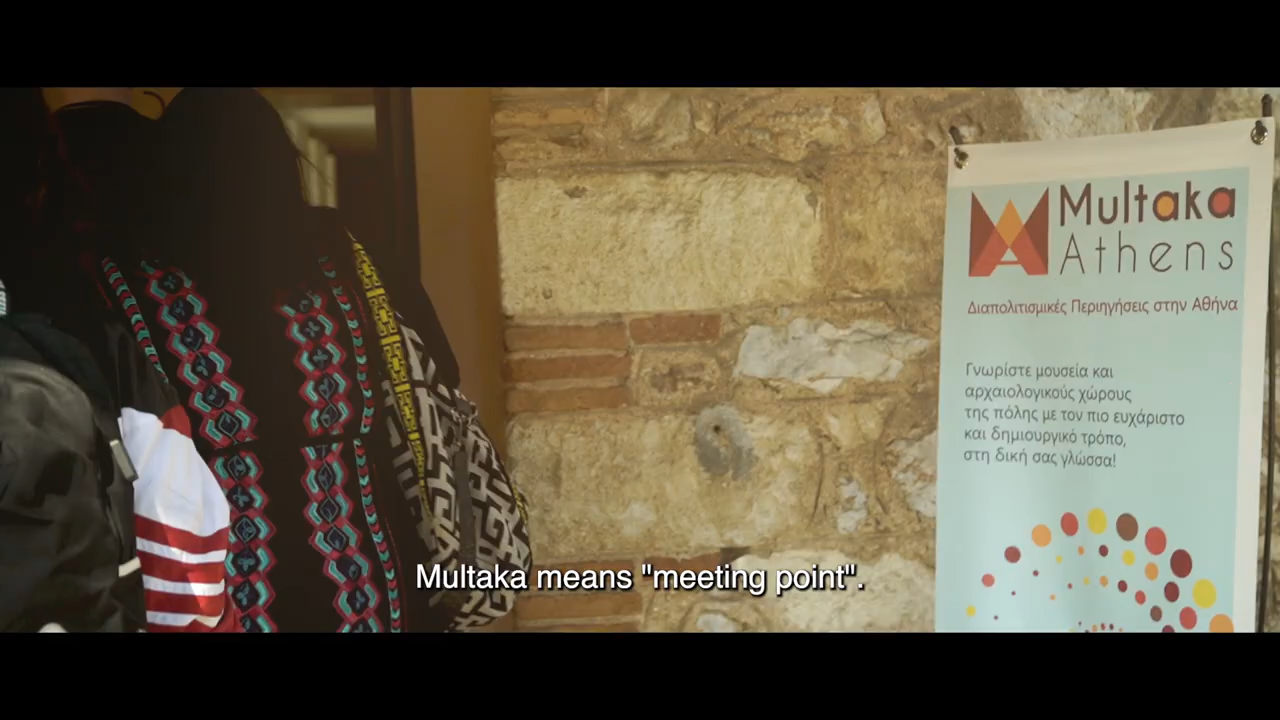 Multaka
Athens
Διαπολιτισμικές Περιηγήσεις στην Αθήνα
Γνωρίστε μουσεία και
αρχαιολογικούς χώρους
της πόλης με τον πιο ευχάριστο
και δημιουργικό τρόπο,
στη δική σας γλώσσα!
Multaka means "meeting point".